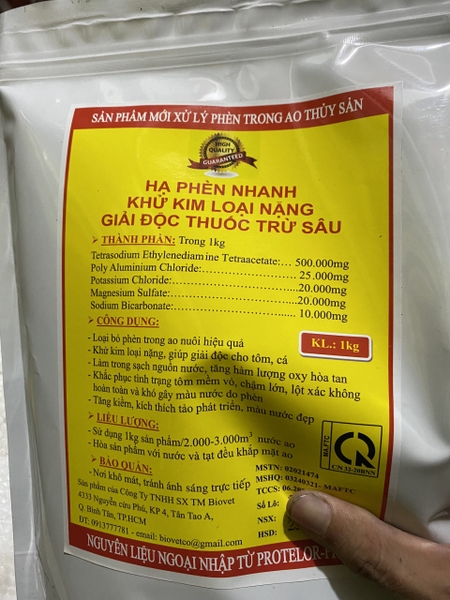 SẢN PHẨM MỚI XỬ LÝ PHÈN TRONG AO THỦY SẢN
HIGH
QUALITY
GUARANTEED
HẠ PHÈN NHANH
KHỬ KIM LOẠI NẶNG
GIẢI ĐỘC THUỐC TRỪ SÂU
➤ THÀNH PHẦN: Trong 1kg
Tetrasodium Ethylenediamine Tetraacetate:... 500.000mg
Poly Aluminium Chloride:........................... 25.000mg
Potassium Chloride:...............................20.000mg
Magnesium Sulfate:...............................20.000mg
Sodium Bicarbonate:............................. 10.000mg
➤ CÔNG DỤNG:
- Loại bỏ phèn trong ao nuôi hiệu quả
KL.: 1kg
- Khử kim loại nặng, giúp giải độc cho tôm, cá
- Làm trong sạch nguồn nước, tăng hàm lượng oxy hòa tan
- Khắc phục tình trạng tôm mềm vỏ, chậm lớn, lột xác không
hoàn toàn và khó gây màu nước do phèn
- Tăng kiềm, kích thích tảo phát triển, màu nước đẹp
➤ LIỀU LƯỢNG:
- Sử dụng 1kg sản phẩm/2.000-3.000m³ nước ao
- Hòa sản phẩm với nước và tạt đều khắp mặt ao
MAFTC
CN 32-20BNN
➤ BẢO QUẢN:
- Nơi khô mát, tránh ánh sáng trực tiếp
Sản phẩm của Công Ty TNHH SX TM Biovet
4333 Nguyễn cửu Phú, KP 4, Tân Tạo A,
Q. Bình Tân, TP.HCM
ĐT: 0913777781 - email: biovetco@gmail.com
MSTN: 02021474
MSHQ: 03240321- MAFTC
TCCS: 06.20
Số Lô:
NSX:
HSD:
NGUYÊN LIỆU NGOẠI NHẬP TỪ PROTELOR-